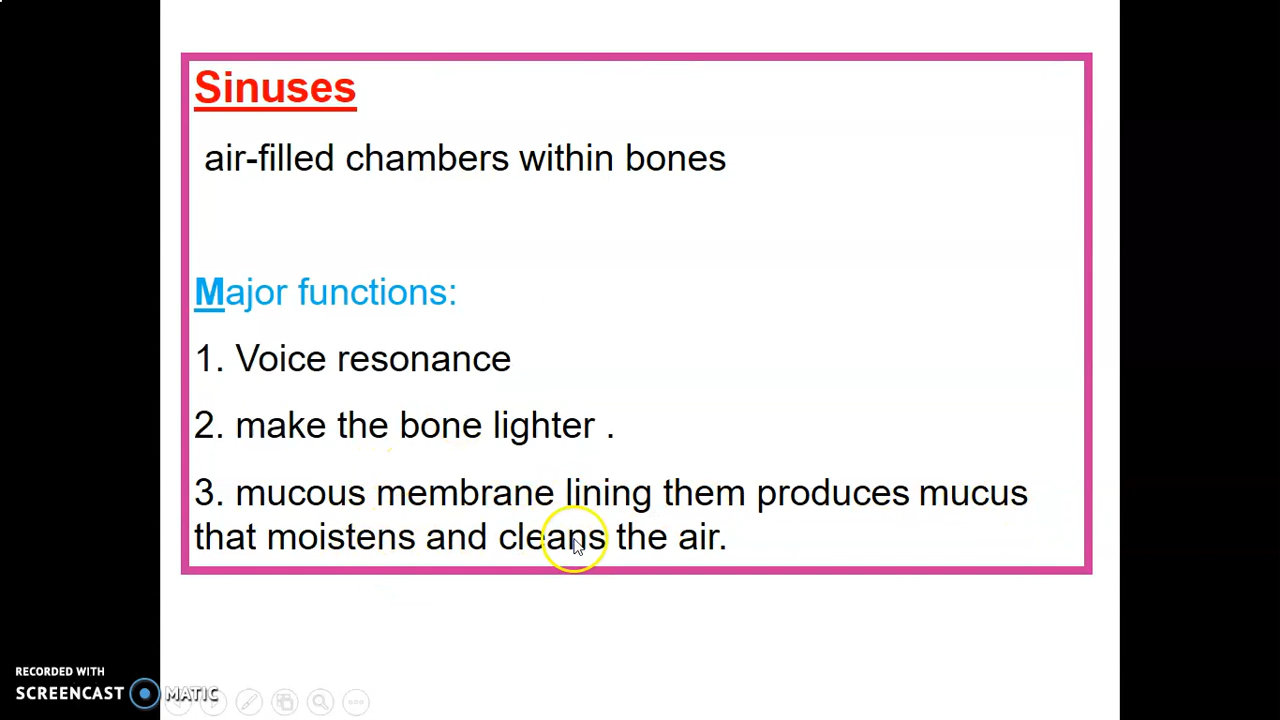 Sinuses
air-filled chambers within bones
Major functions:
1. Voice resonance
2. make the bone lighter .
3. mucous membrane lining them produces mucus
that moistens and cleans the air.
RECORDED WITH
SCREENCAST MATIC